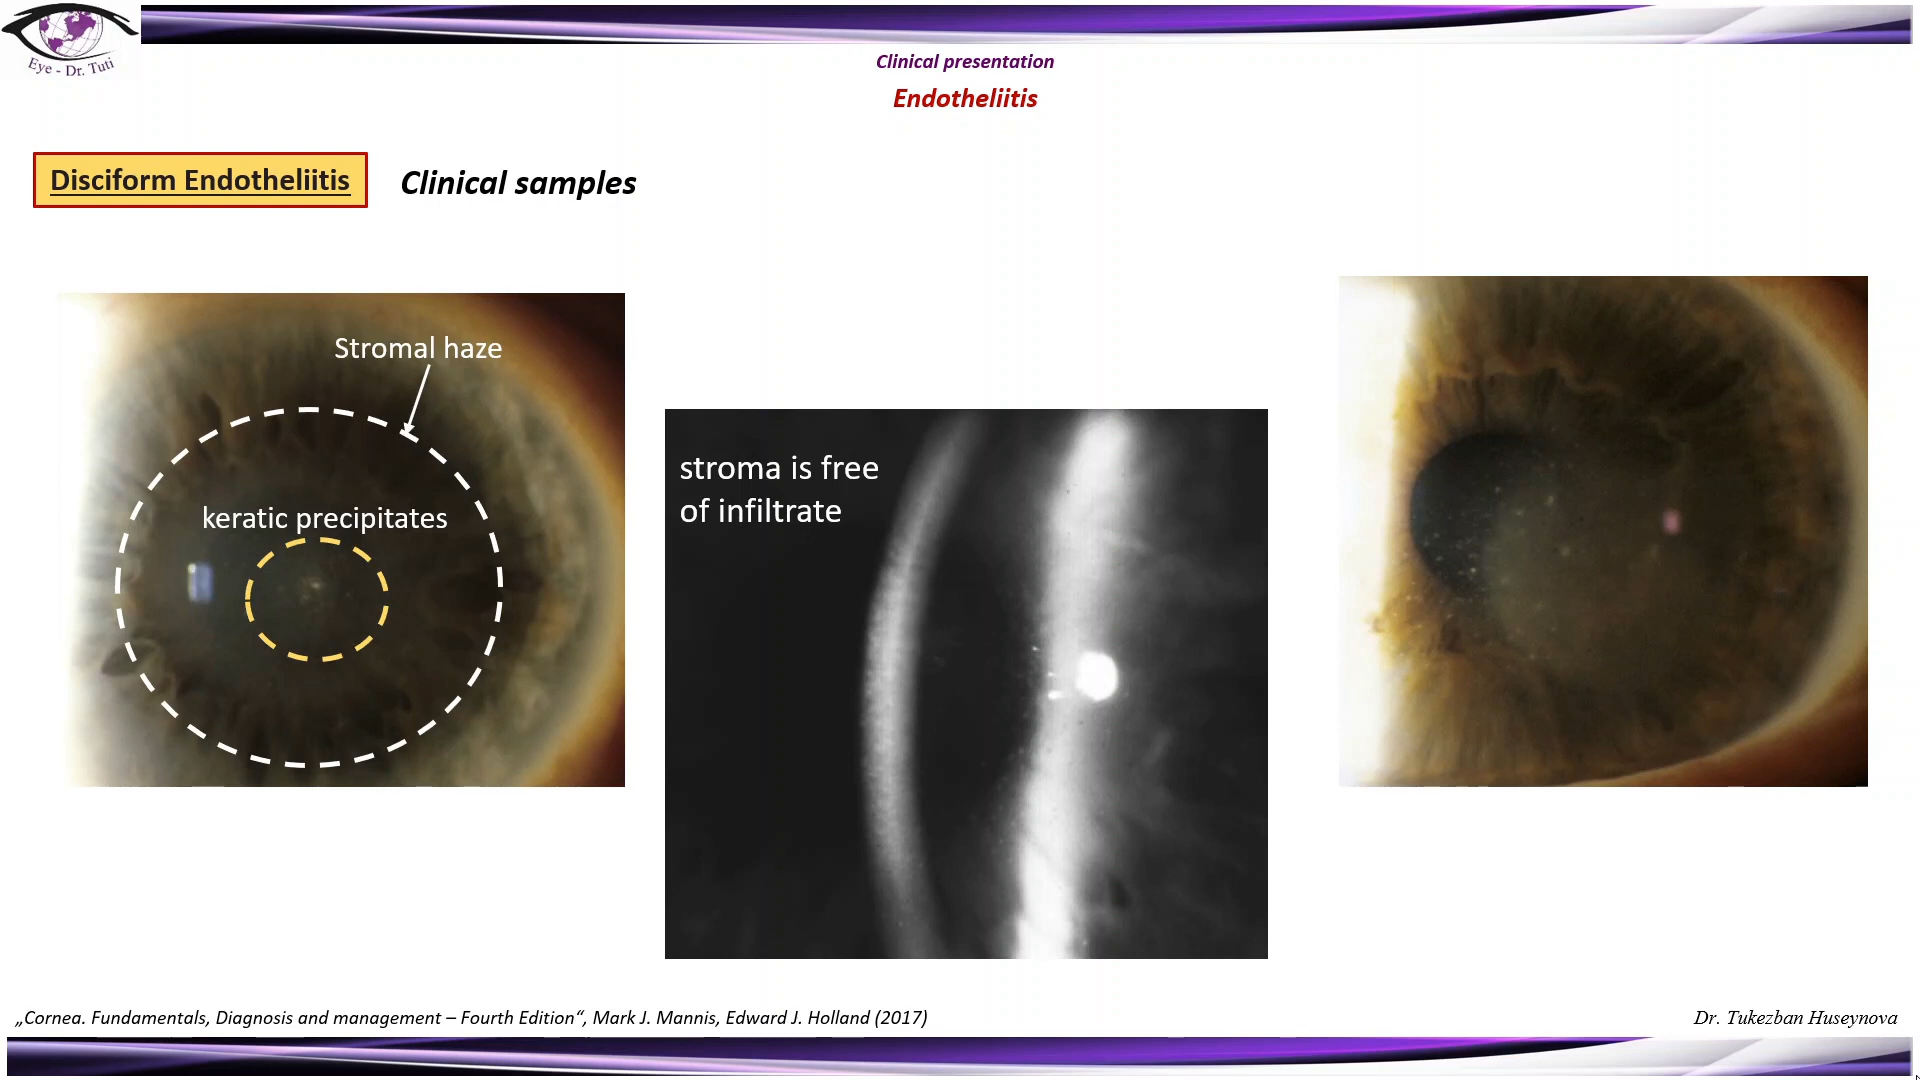 Eye - Dr. Tuti
Clinical presentation
Endotheliitis
Disciform Endotheliitis
Clinical samples
Stromal haze
keratic precipitates
stroma is free
of infiltrate
„Cornea. Fundamentals, Diagnosis and management – Fourth Edition“, Mark J. Mannis, Edward J. Holland (2017)
Dr. Tukezban Huseynova